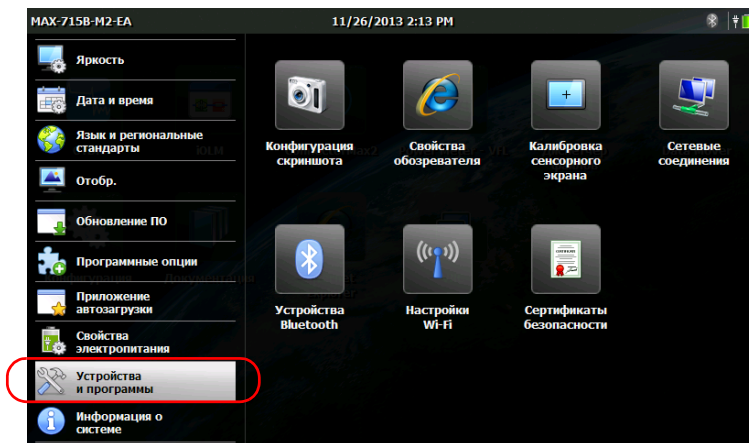 MAX-715B-M2-EA
11/26/2013 2:13 PM
Яркость
Дата и время
Язык и региональные
стандарты
Отобр.
Обновление ПО
Программные опции
Приложение
автозагрузки
Свойства
электропитания
Устройства
и программы
Информация о
системе
Конфигурация
скриншота
Свойства
обозревателя
Калибровка
сенсорного
экрана
Сетевые
соединения
Устройства
Bluetooth
Настройки
Wi-Fi
Сертификаты
безопасности